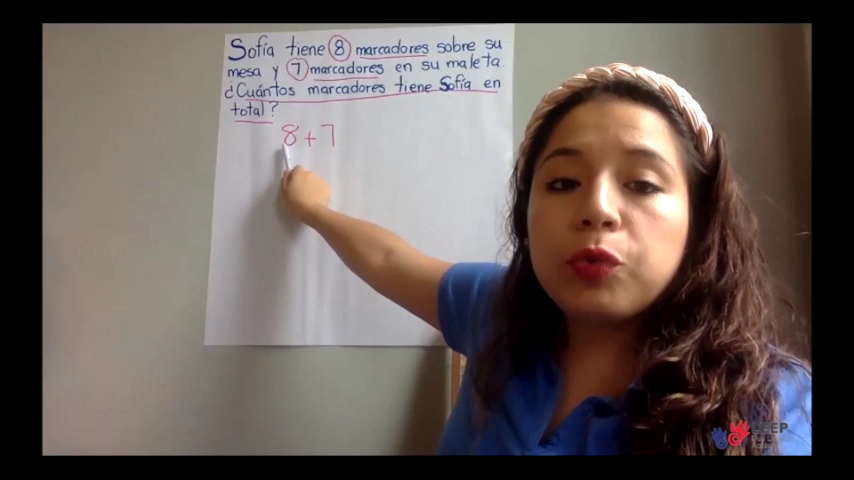 Sofía tiene 8 marcadores sobre su
mesa y 7 marcadores en su maleta.
¿Cuántos marcadores tiene Sofía en
total?
8 + 7